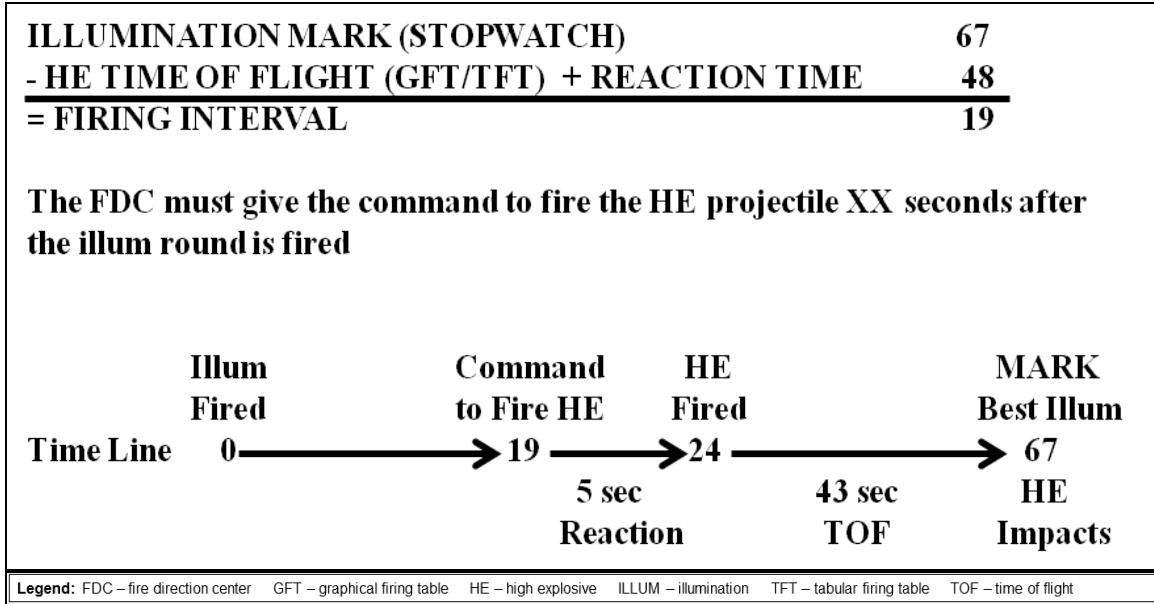 ILLUMINATION MARK (STOPWATCH) 67
- HE TIME OF FLIGHT (GFT/TFT) + REACTION TIME 48
= FIRING INTERVAL 19
The FDC must give the command to fire the HE projectile XX seconds after
the illum round is fired
Illum Command HE MARK
Fired to Fire HE Fired Best Illum
Time Line 0 19 24 67
5 sec 43 sec HE
Reaction TOF Impacts
Legend: FDC – fire direction center GFT – graphical firing table HE – high explosive ILLUM – illumination TFT – tabular firing table TOF – time of flight